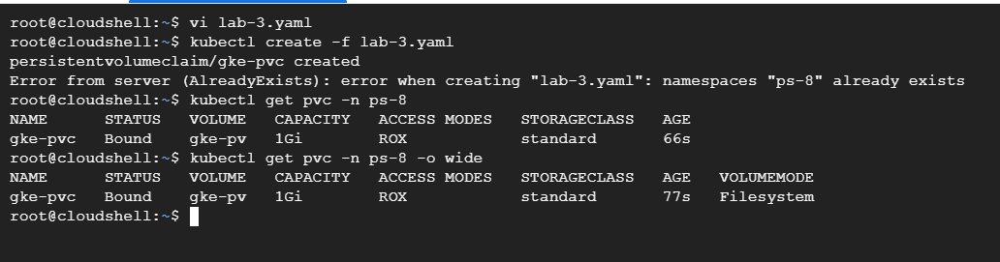 root@cloudshell:~$ vi lab-3.yaml
root@cloudshell:~$ kubectl create -f lab-3.yaml
persistentvolumeclaim/gke-pvc created
Error from server (AlreadyExists): error when creating "lab-3.yaml": namespaces "ps-8" already exists
root@cloudshell:~$ kubectl get pvc -n ps-8
NAME STATUS VOLUME CAPACITY ACCESS MODES STORAGECLASS AGE
gke-pvc Bound gke-pv 1Gi ROX standard 66s
root@cloudshell:~$ kubectl get pvc -n ps-8 -o wide
NAME STATUS VOLUME CAPACITY ACCESS MODES STORAGECLASS AGE VOLUMEMODE
gke-pvc Bound gke-pv 1Gi ROX standard 77s Filesystem
root@cloudshell:~$